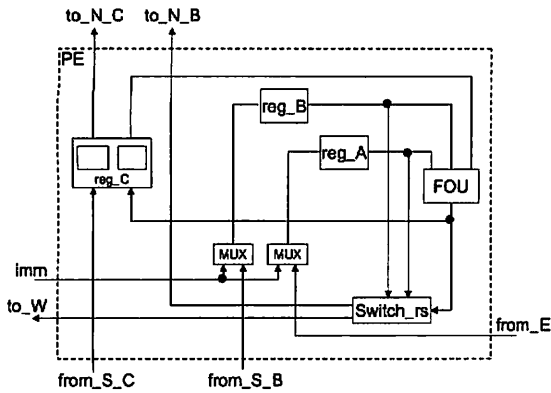 to_N_C to_N_B
PE
reg_B
reg_A
reg_C
FOU
MUX MUX
imm
to_W
Switch_rs
from_E
from_S_C from_S_B